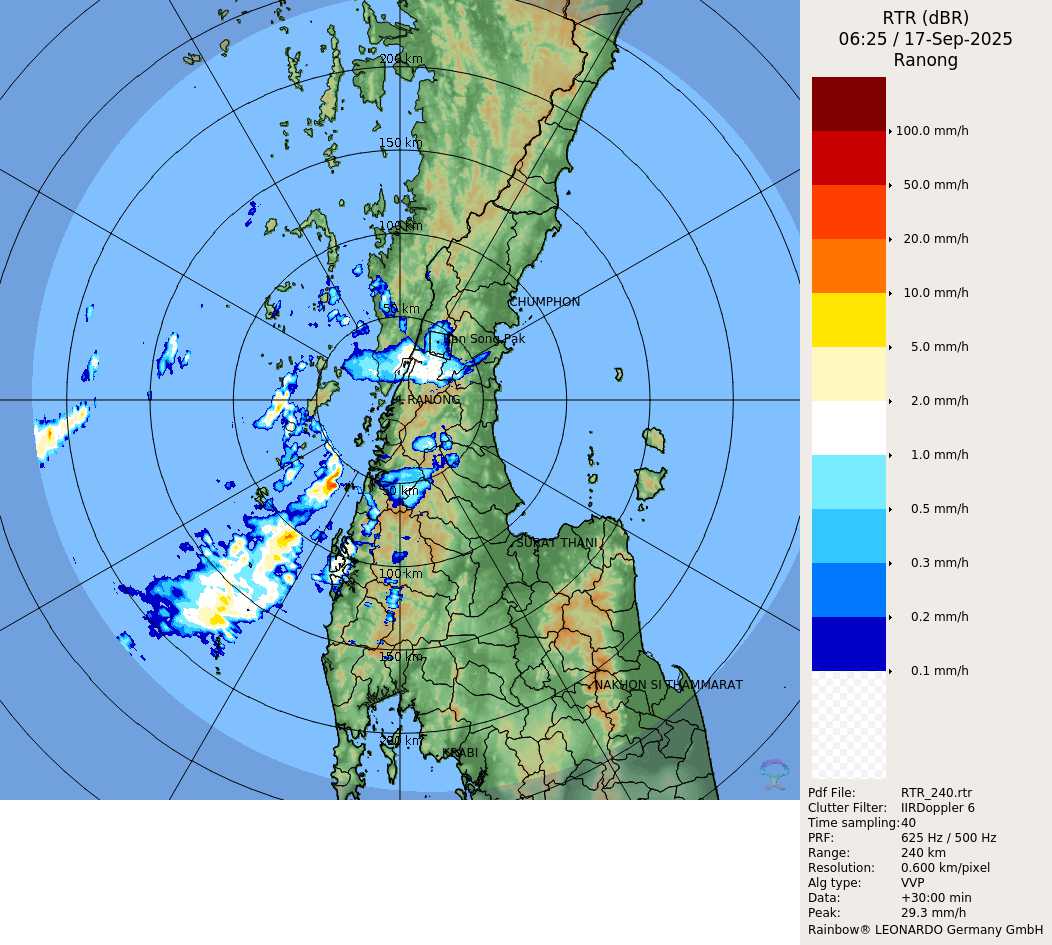 RTR (dBR)
06:25 / 17-Sep-2025
Ranong
100.0 mm/h
50.0 mm/h
20.0 mm/h
10.0 mm/h
5.0 mm/h
2.0 mm/h
1.0 mm/h
0.5 mm/h
0.3 mm/h
0.2 mm/h
0.1 mm/h
Pdf File: RTR_240.rtr
Clutter Filter: IIRDoppler 6
Time sampling: 40
PRF: 625 Hz / 500 Hz
Range: 240 km
Resolution: 0.600 km/pixel
Alg type: VVP
Data: +30:00 min
Peak: 29.3 mm/h
Rainbow® LEONARDO Germany GmbH
200 km
150 km
100 km
50 km
CHUMPHON
Song Pak
RANONG
50 km
SURAT THANI
100 km
150 km
NAKHON SI THAMMARAT
200 km
KRABI